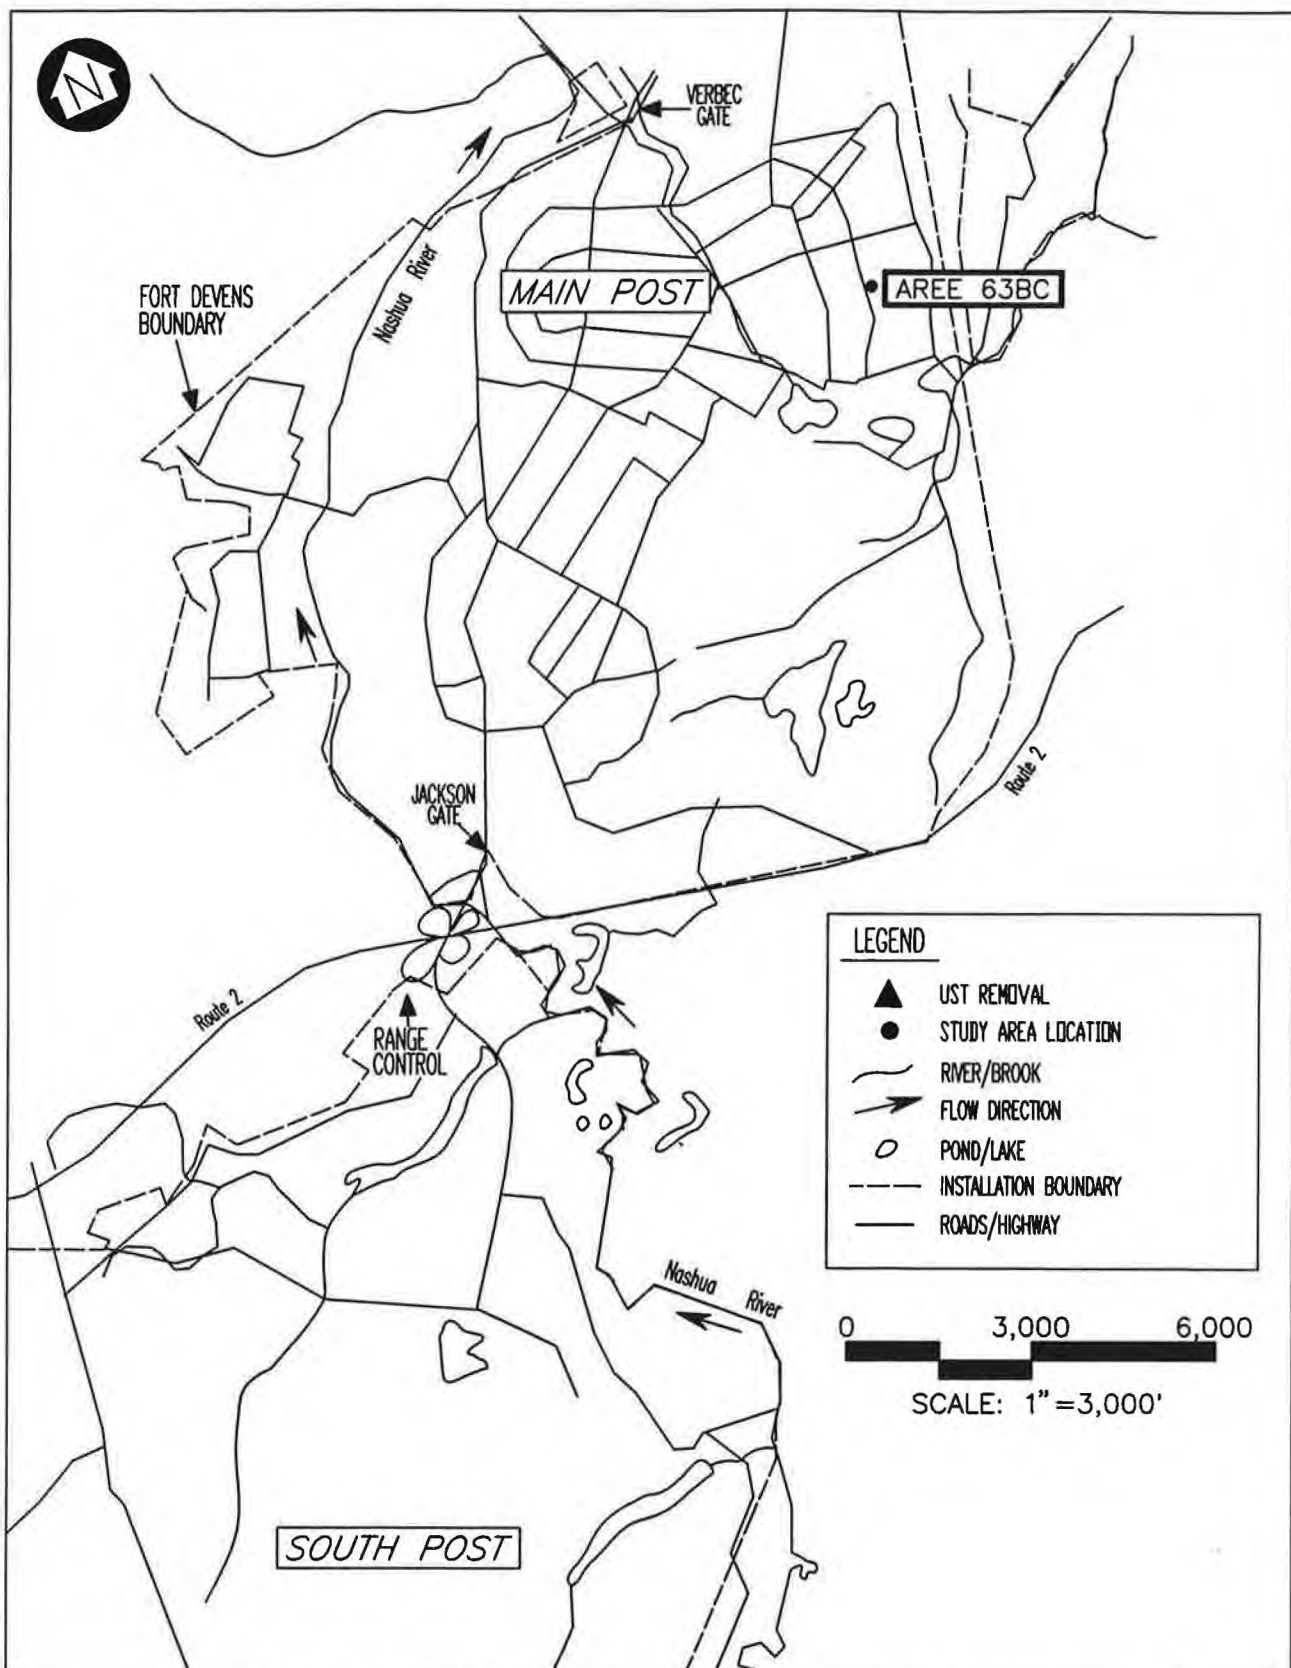 N
VERBEC
GATE
Nashua River
MAIN POST
AREE 63BC
FORT DEVENS
BOUNDARY
Route 2
JACKSON
GATE
Route 2
RANGE
CONTROL
LEGEND
UST REMOVAL
STUDY AREA LOCATION
RIVER/BROOK
FLOW DIRECTION
POND/LAKE
INSTALLATION BOUNDARY
ROADS/HIGHWAY
Nashua River
0 3,000 6,000
SCALE: 1"=3,000'
SOUTH POST